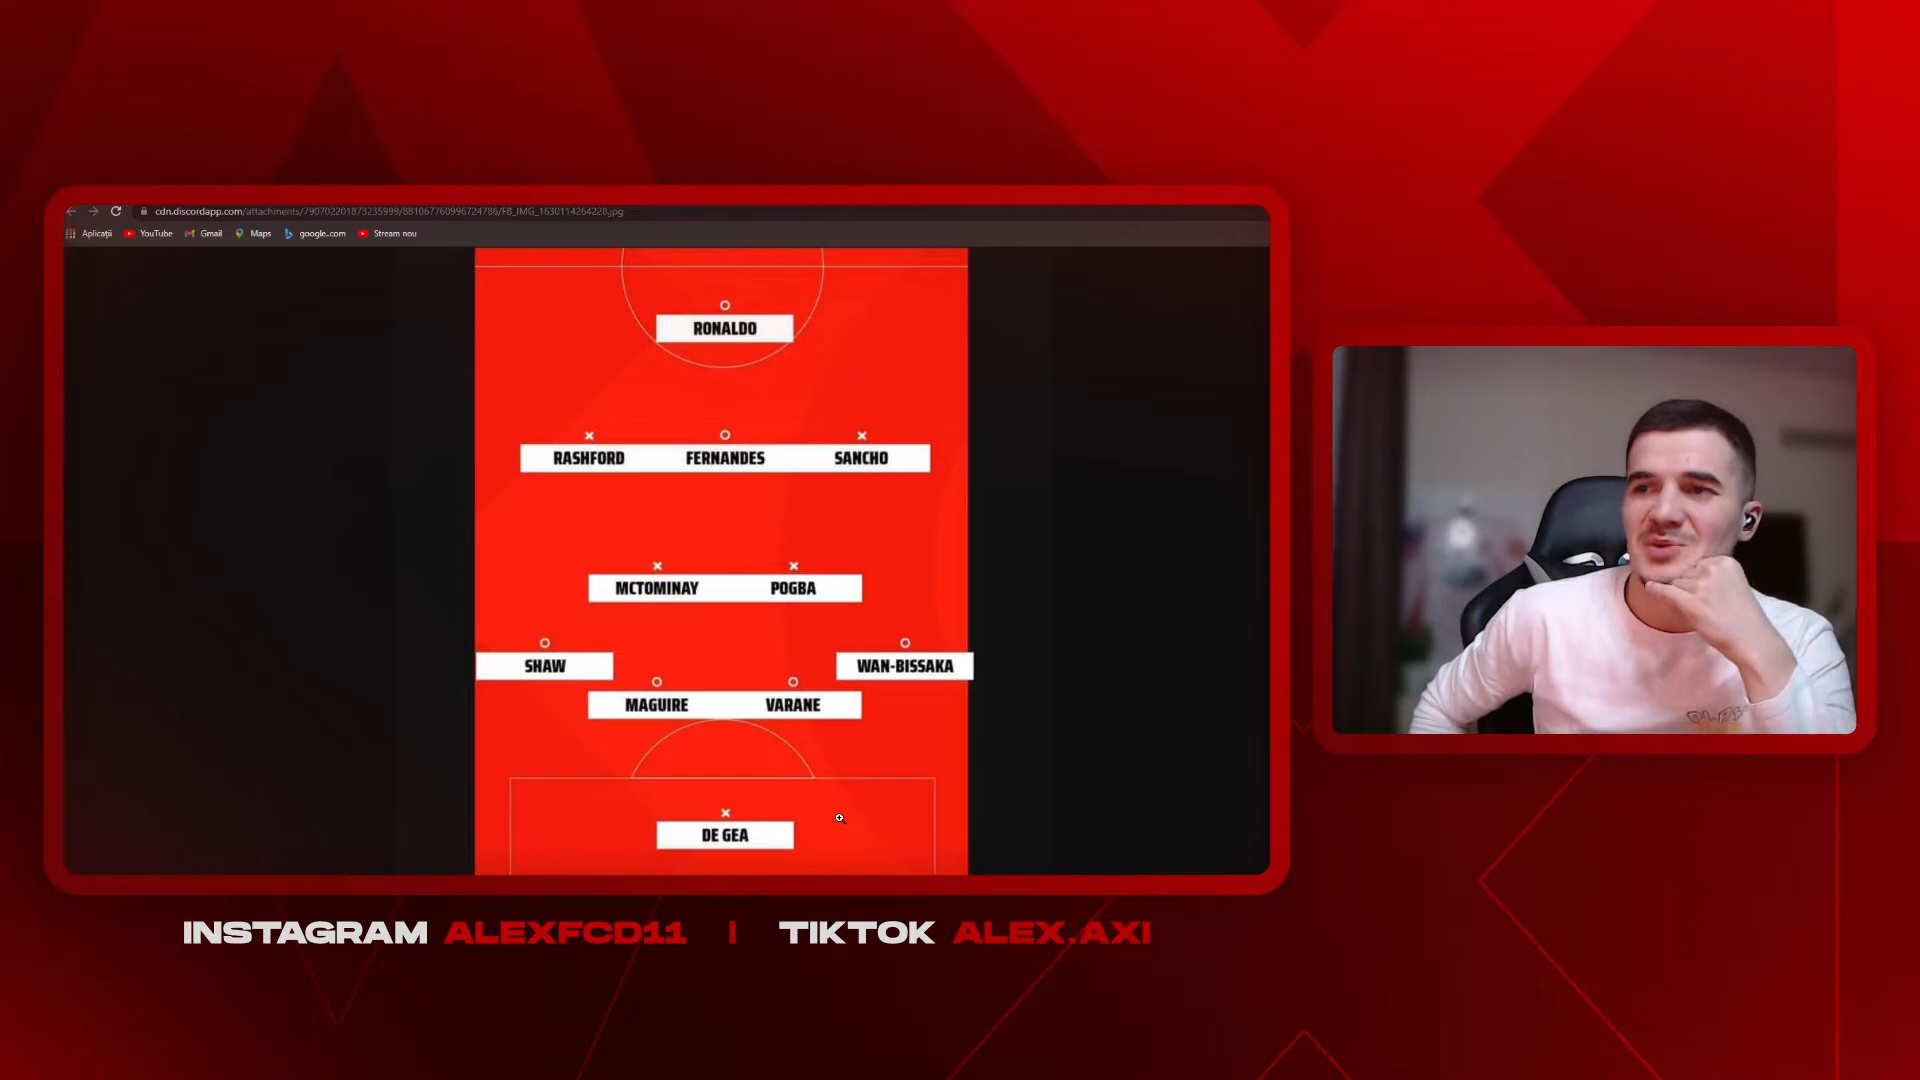 cdn.discordapp.com/attachments/790702201873235999/881067760996724786/FB_IMG_1630114264228.jpg
Aplicații YouTube Gmail Maps google.com Stream nou
RONALDO
RASHFORD FERNANDES SANCHO
MCTOMINAY POGBA
SHAW WAN-BISSAKA
MAGUIRE VARANE
DE GEA
INSTAGRAM ALEXFCD11 | TIKTOK ALEX.AXI